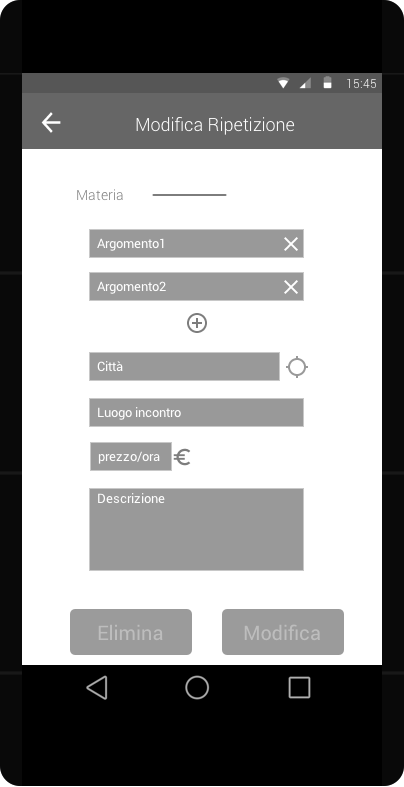 15:45
Modifica Ripetizione
Materia
Argomento1
Argomento2
Città
Luogo incontro
prezzo/ora €
Descrizione
Elimina Modifica